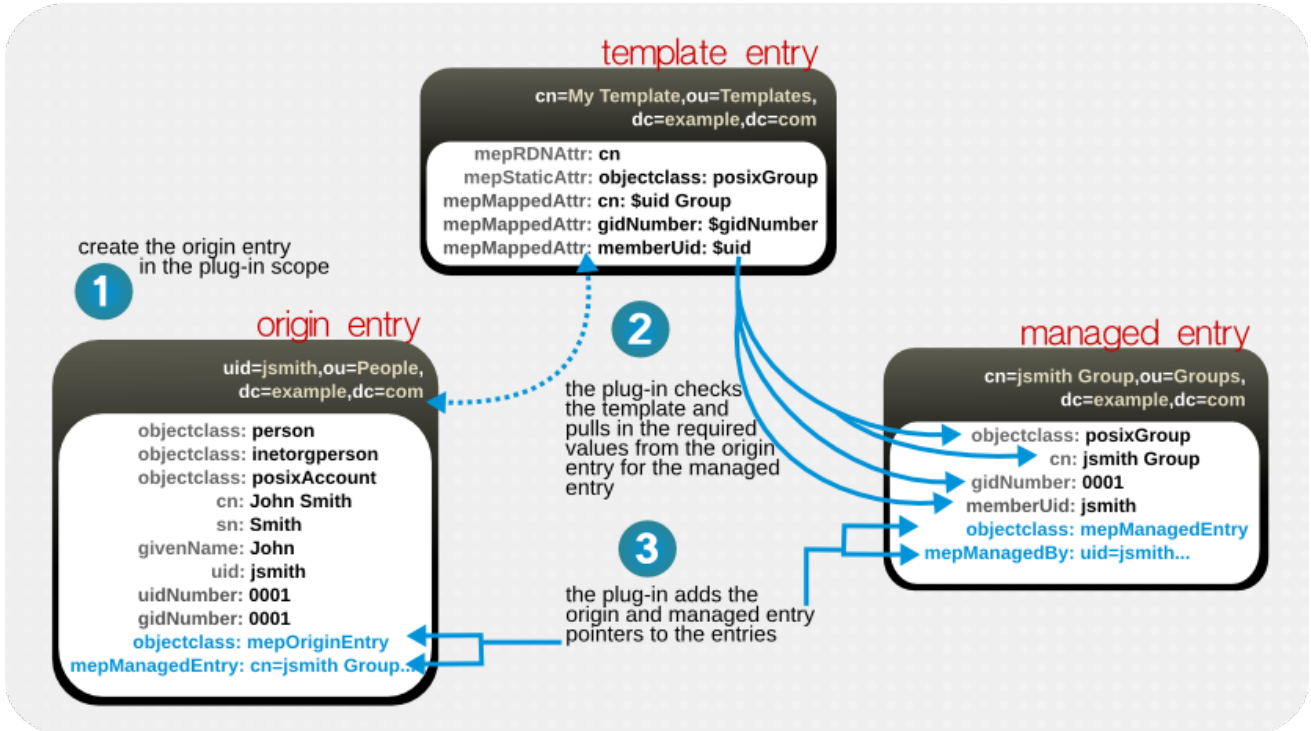 template entry
cn=My Template,ou=Templates,
dc=example,dc=com
mepRDNAttr: cn
mepStaticAttr: objectclass: posixGroup
mepMappedAttr: cn: $uid Group
mepMappedAttr: gidNumber: $gidNumber
mepMappedAttr: memberUid: $uid
create the origin entry
in the plug-in scope
1
origin entry
uid=jsmith,ou=People,
dc=example,dc=com
objectclass: person
objectclass: inetorgperson
objectclass: posixAccount
cn: John Smith
sn: Smith
givenName: John
uid: jsmith
uidNumber: 0001
gidNumber: 0001
objectclass: mepOriginEntry
mepManagedEntry: cn=jsmith Group...
2
the plug-in checks
the template and
pulls in the required
values from the origin
entry for the managed
entry
3
the plug-in adds the
origin and managed entry
pointers to the entries
managed entry
cn=jsmith Group,ou=Groups,
dc=example,dc=com
objectclass: posixGroup
cn: jsmith Group
gidNumber: 0001
memberUid: jsmith
objectclass: mepManagedEntry
mepManagedBy: uid=jsmith...